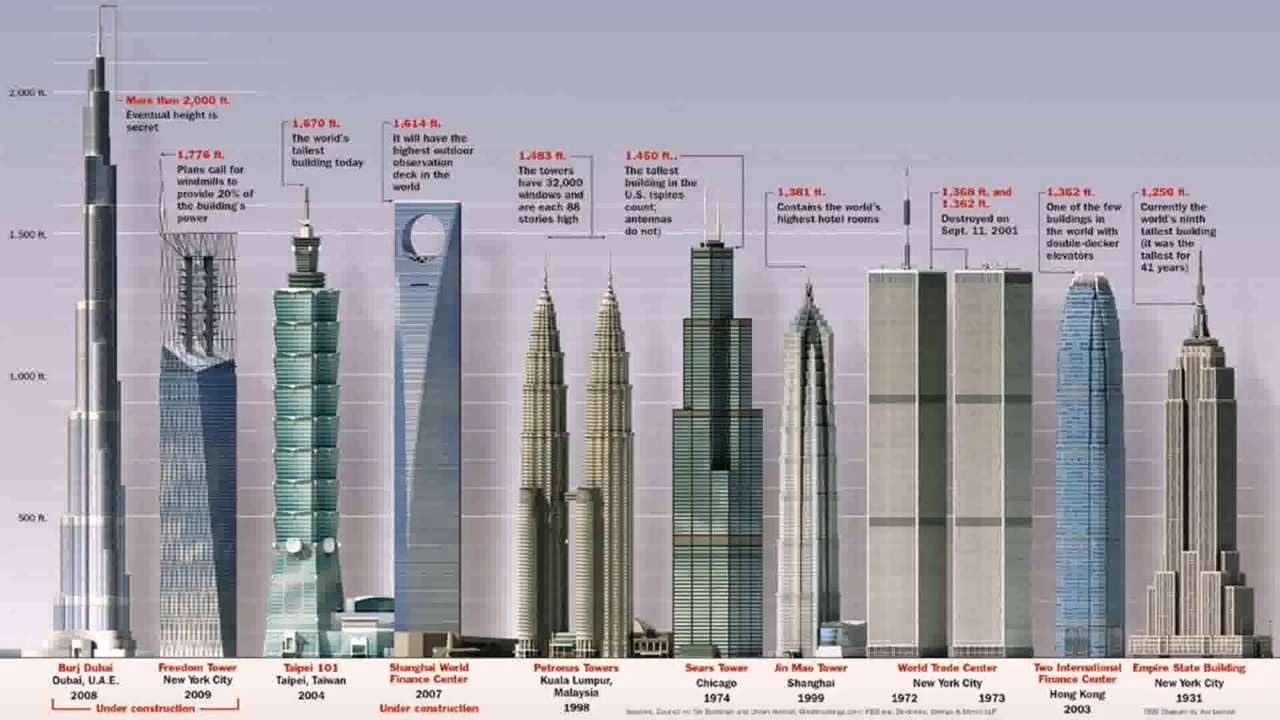 2,000 ft.
1,500 ft.
1,000 ft.
500 ft.
More than 2,000 ft.
Eventual height is
secret
1,776 ft.
Plans call for
windmills to
provide 20% of
the building's
power
1,670 ft.
The world's
tallest
building today
1,614 ft.
It will have the
highest outdoor
observation
deck in the
world
1,483 ft.
The towers
have 32,000
windows and
are each 88
stories high
1,450 ft.
The tallest
building in the
U.S. (spires
count;
antennas
do not)
1,381 ft.
Contains the world's
highest hotel rooms
1,368 ft. and
1,362 ft.
Destroyed on
Sept. 11, 2001
1,362 ft.
One of the few
buildings in
the world with
double-decker
elevators
1,250 ft.
Currently the
world's ninth
tallest building
(it was the
tallest for
41 years)
Burj Dubai
Dubai, U.A.E.
2008
Freedom Tower
New York City
2009
Under construction
Taipei 101
Taipei, Taiwan
2004
Shanghai World
Finance Center
2007
Under construction
Petronas Towers
Kuala Lumpur,
Malaysia
1998
Sears Tower
Chicago
1974
Jin Mao Tower
Shanghai
1999
World Trade Center
New York City
1972 1973
Two International
Finance Center
Hong Kong
2003
Empire State Building
New York City
1931